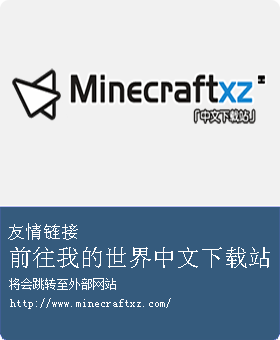 Minecraftxz
「中文下载站」
友情链接
前往我的世界中文下载站
将会跳转至外部网站
http://www.minecraftxz.com/